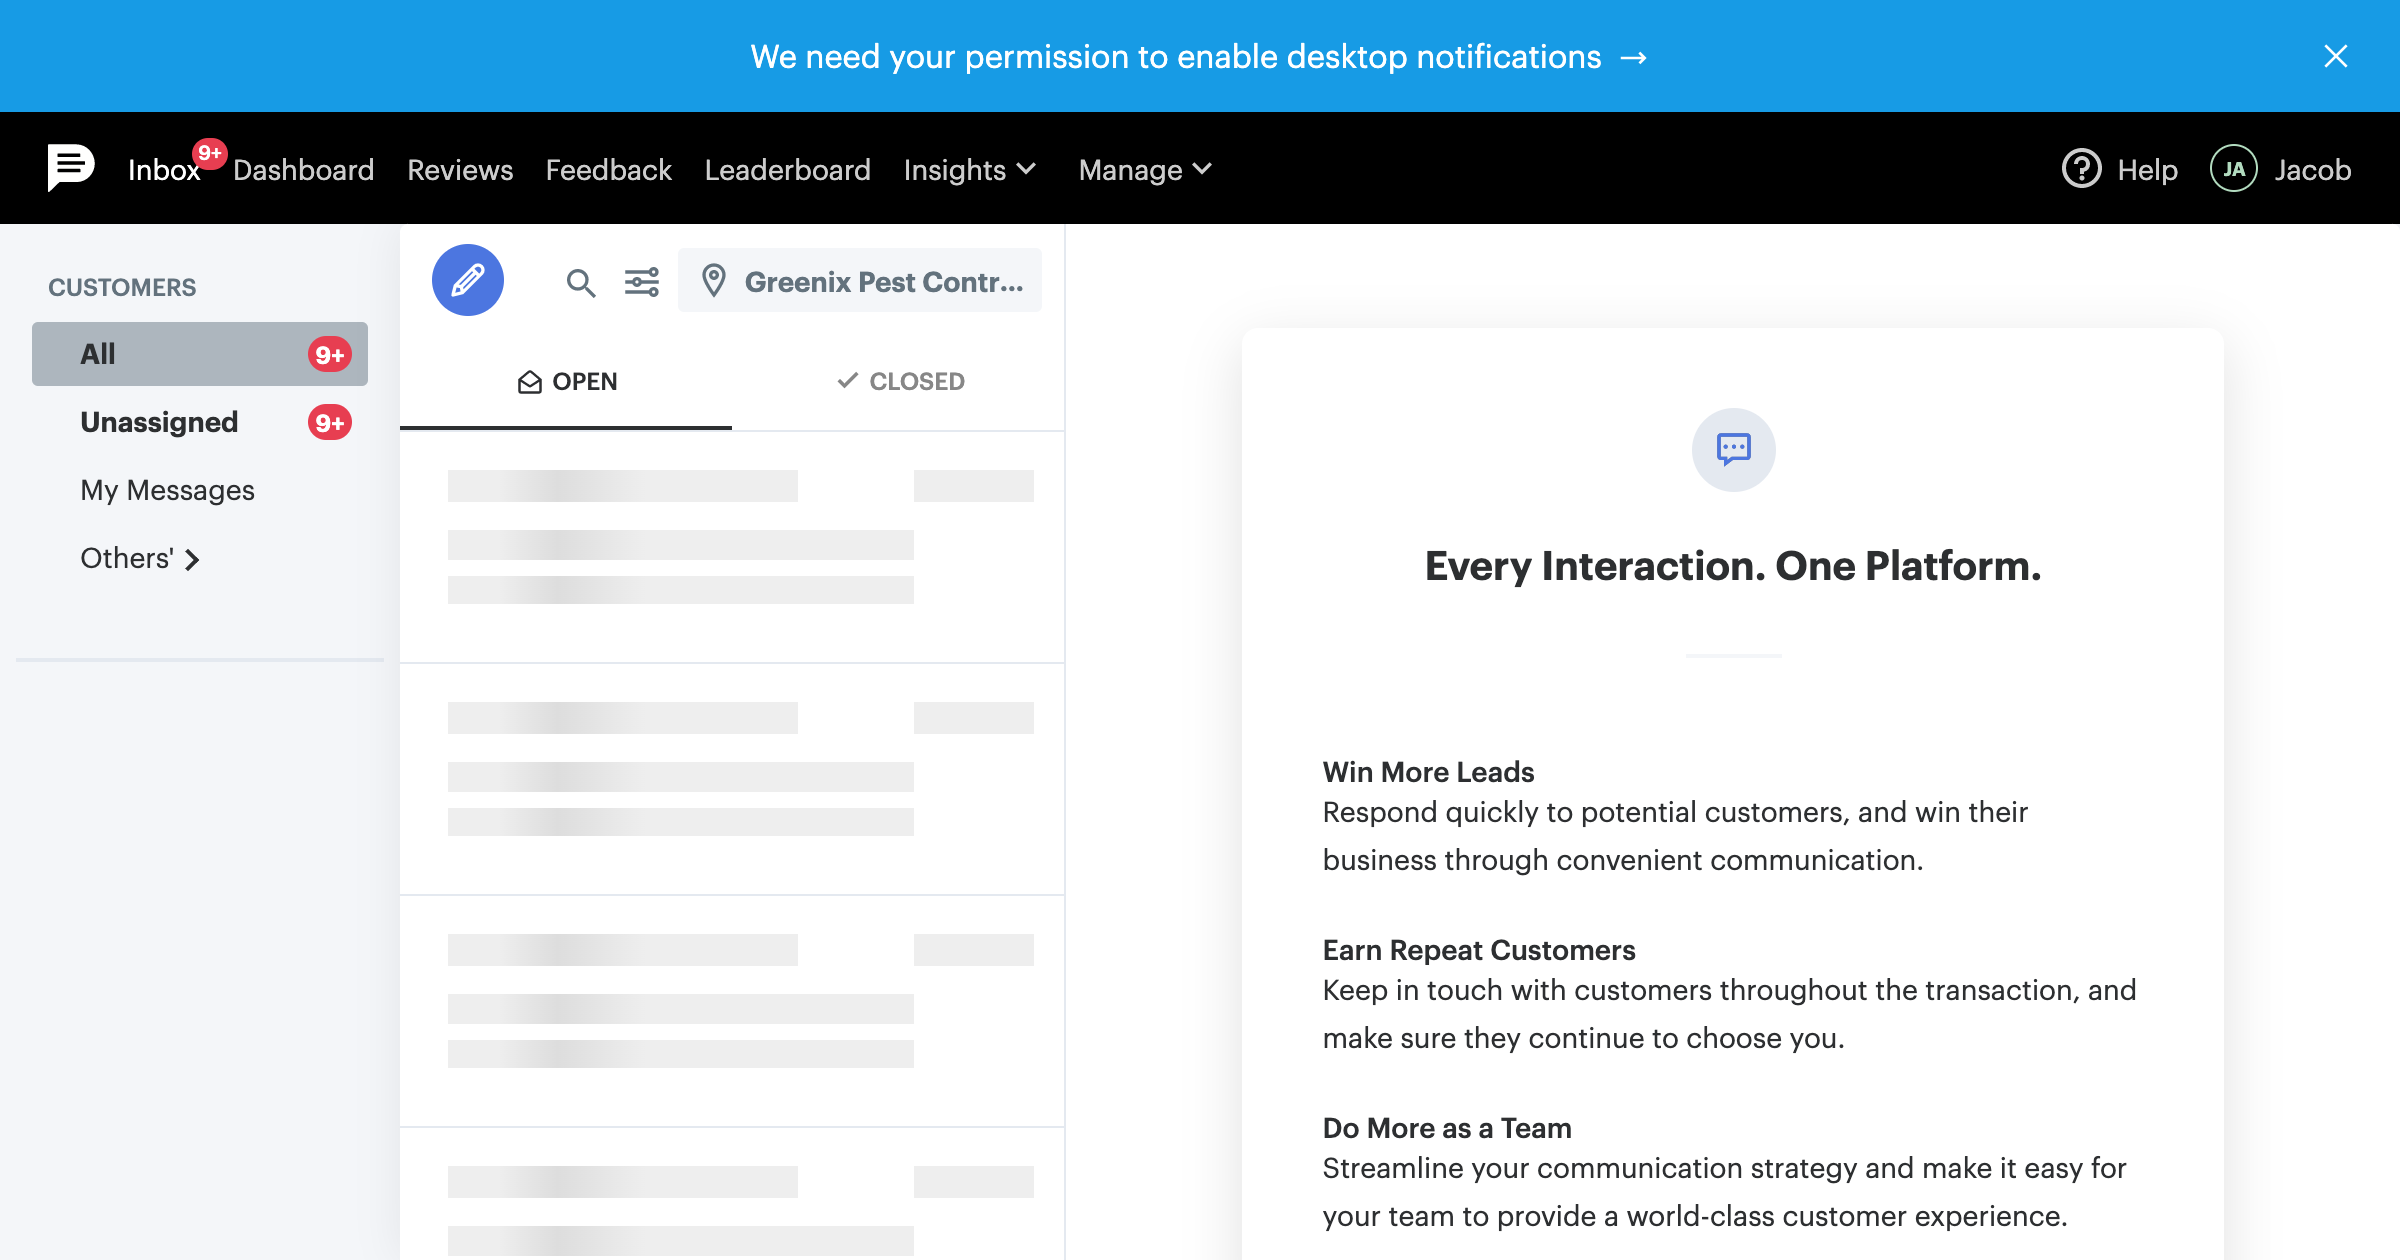 We need your permission to enable desktop notifications →
Inbox 9+ Dashboard Reviews Feedback Leaderboard Insights Manage Help JA Jacob
CUSTOMERS
All 9+
Unassigned 9+
My Messages
Others'
Greenix Pest Contr...
OPEN CLOSED
Every Interaction. One Platform.
Win More Leads
Respond quickly to potential customers, and win their
business through convenient communication.
Earn Repeat Customers
Keep in touch with customers throughout the transaction, and
make sure they continue to choose you.
Do More as a Team
Streamline your communication strategy and make it easy for
your team to provide a world-class customer experience.